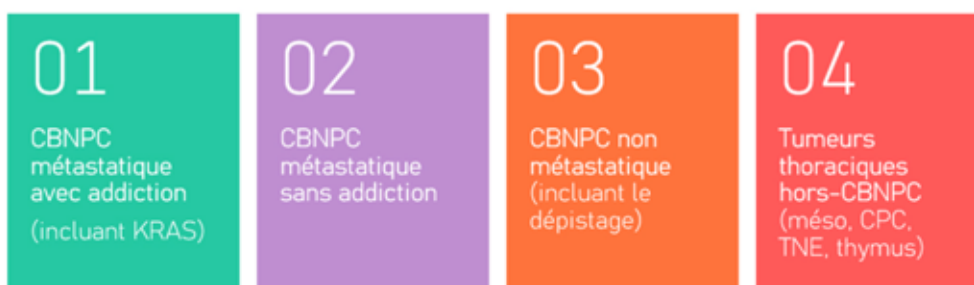 01
CBNPC
métastatique
avec addiction
(incluant KRAS)
02
CBNPC
métastatique
sans addiction
03
CBNPC non
métastatique
(incluant le
dépistage)
04
Tumeurs
thoraciques
hors-CBNPC
(méso, CPC,
TNE, thymus)